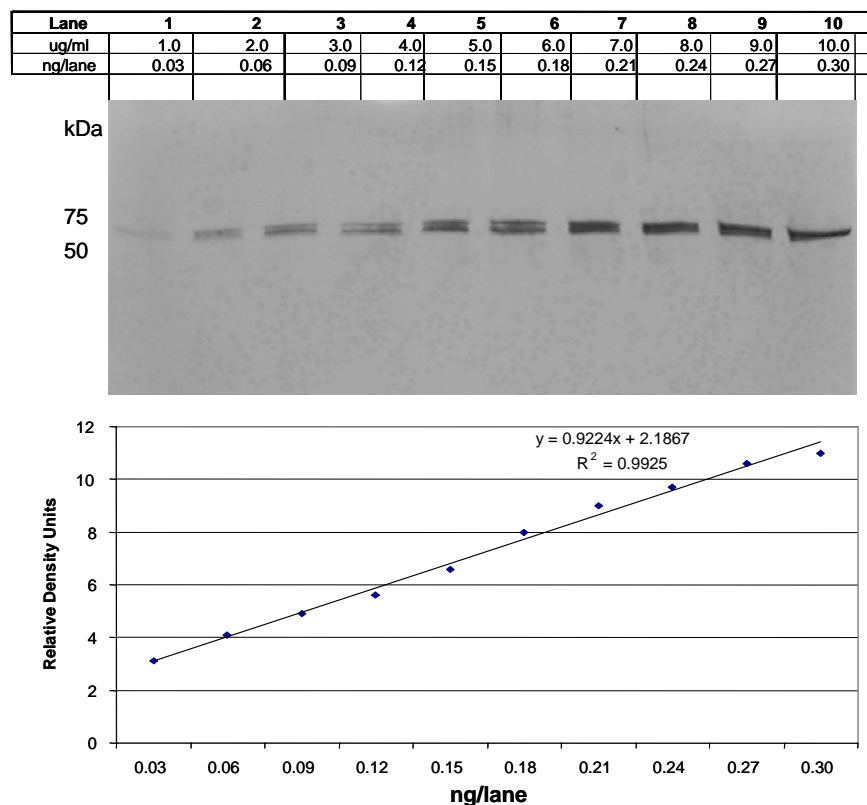 Lane 1 2 3 4 5 6 7 8 9 10
ug/ml 1.0 2.0 3.0 4.0 5.0 6.0 7.0 8.0 9.0 10.0
ng/lane 0.03 0.06 0.09 0.12 0.15 0.18 0.21 0.24 0.27 0.30
kDa
75
50
12
y = 0.9224x + 2.1867
R² = 0.9925
10
8
6
4
2
0
Relative Density Units
0.03 0.06 0.09 0.12 0.15 0.18 0.21 0.24 0.27 0.30
ng/lane